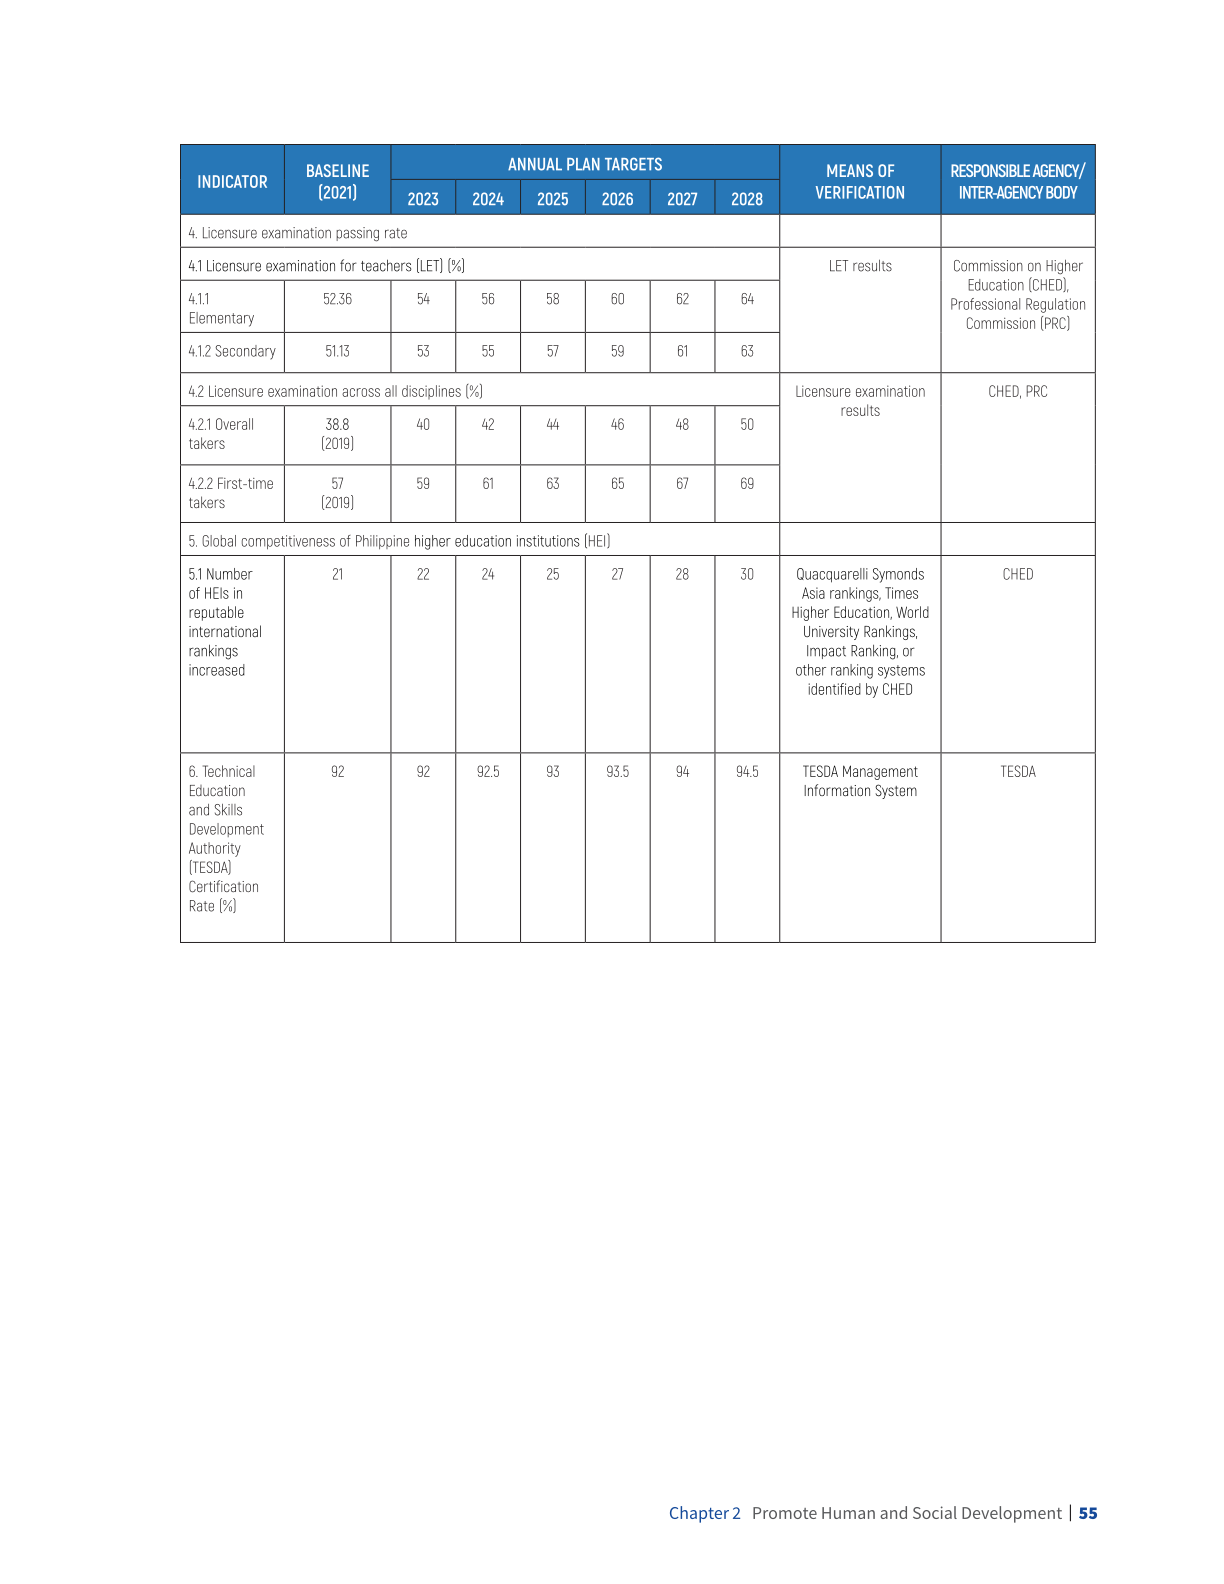 INDICATOR
BASELINE
(2021)
ANNUAL PLAN TARGETS
2023 2024 2025 2026 2027 2028
MEANS OF
VERIFICATION
RESPONSIBLE AGENCY/
INTER-AGENCY BODY
4. Licensure examination passing rate
4.1 Licensure examination for teachers (LET) (%)
LET results
Commission on Higher
Education (CHED),
Professional Regulation
Commission (PRC)
4.1.1
Elementary
52.36 54 56 58 60 62 64
4.1.2 Secondary 51.13 53 55 57 59 61 63
4.2 Licensure examination across all disciplines (%)
Licensure examination
results
CHED, PRC
4.2.1 Overall
takers
38.8
(2019)
40 42 44 46 48 50
4.2.2 First-time
takers
57
(2019)
59 61 63 65 67 69
5. Global competitiveness of Philippine higher education institutions (HEI)
5.1 Number
of HEIs in
reputable
international
rankings
increased
21 22 24 25 27 28 30
Quacquarelli Symonds
Asia rankings, Times
Higher Education, World
University Rankings,
Impact Ranking, or
other ranking systems
identified by CHED
CHED
6. Technical
Education
and Skills
Development
Authority
(TESDA)
Certification
Rate (%)
92 92 92.5 93 93.5 94 94.5
TESDA Management
Information System
TESDA
Chapter 2 Promote Human and Social Development | 55